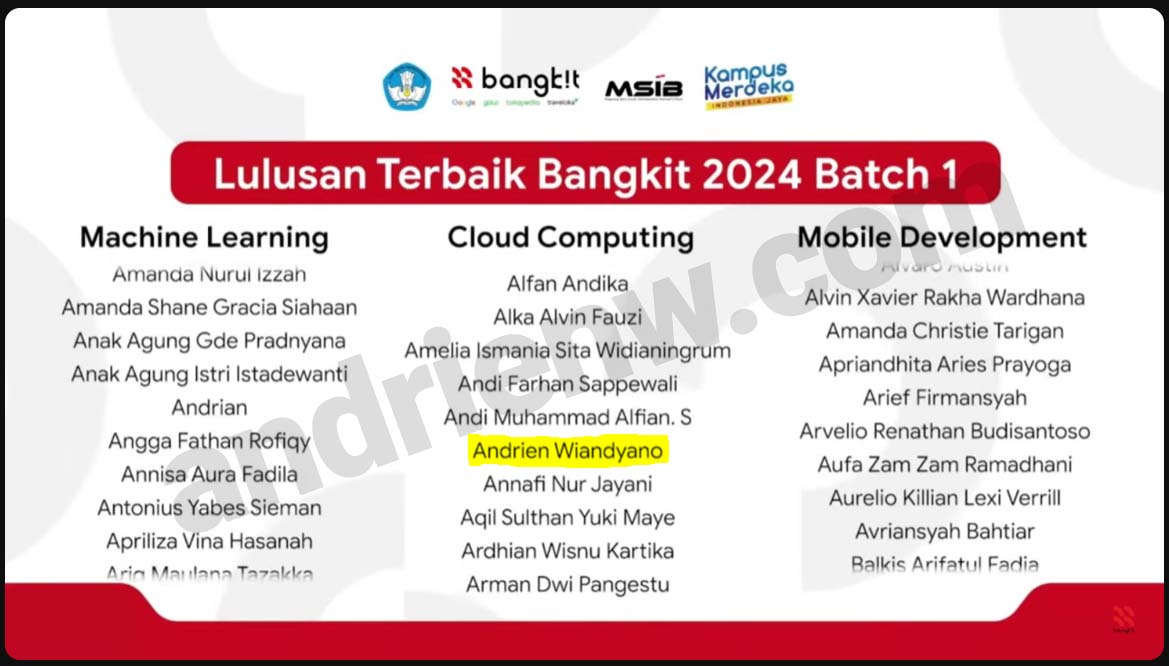 bangk!t
Google goto tokopedia traveloka
MSIB
Kampus
Merdeka
INDONESIA JAYA
Lulusan Terbaik Bangkit 2024 Batch 1
Machine Learning
Amanda Nurul Izzah
Amanda Shane Gracia Siahaan
Anak Agung Gde Pradnyana
Anak Agung Istri Istadewanti
Andrian
Angga Fathan Rofiqy
Annisa Aura Fadila
Antonius Yabes Sieman
Apriliza Vina Hasanah
Ariq Maulana Tazakka
Cloud Computing
Alfan Andika
Alka Alvin Fauzi
Amelia Ismania Sita Widianingrum
Andi Farhan Sappewali
Andi Muhammad Alfian. S
Andrien Wiandyano
Annafi Nur Jayani
Aqil Sulthan Yuki Maye
Ardhian Wisnu Kartika
Arman Dwi Pangestu
Mobile Development
Alvaro Austin
Alvin Xavier Rakha Wardhana
Amanda Christie Tarigan
Apriandhita Aries Prayoga
Arief Firmansyah
Arvelio Renathan Budisantoso
Aufa Zam Zam Ramadhani
Aurelio Killian Lexi Verrill
Avriansyah Bahtiar
Balkis Arifatul Fadia
andrienw.com
bangk!t